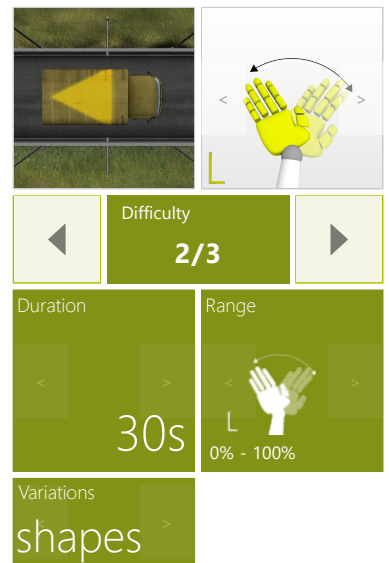 L
Difficulty
2/3
Duration
Range
30s
L
0% - 100%
Variations
shapes